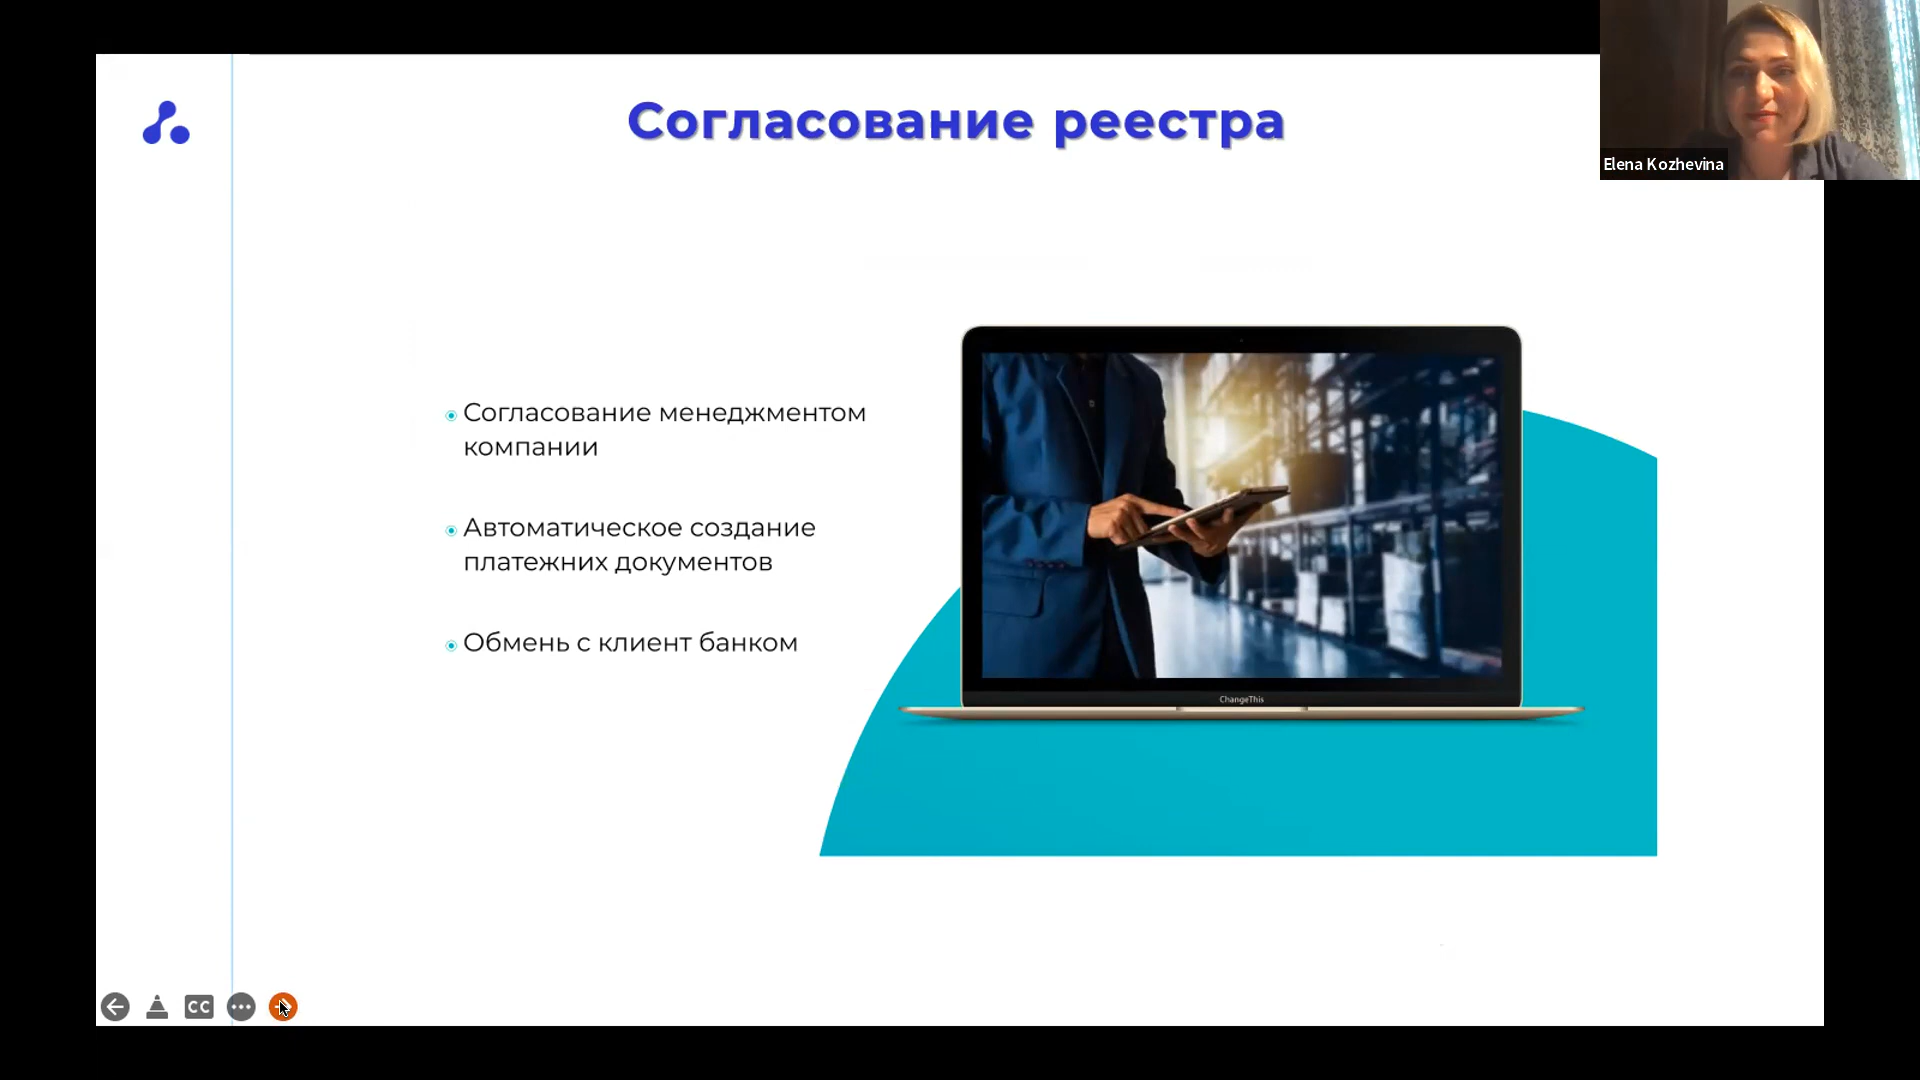 Согласование реестра
Elena Kozhevina
Согласование менеджментом
компании
Автоматическое создание
платежних документов
Обмень с клиент банком
ChangeThis
CC